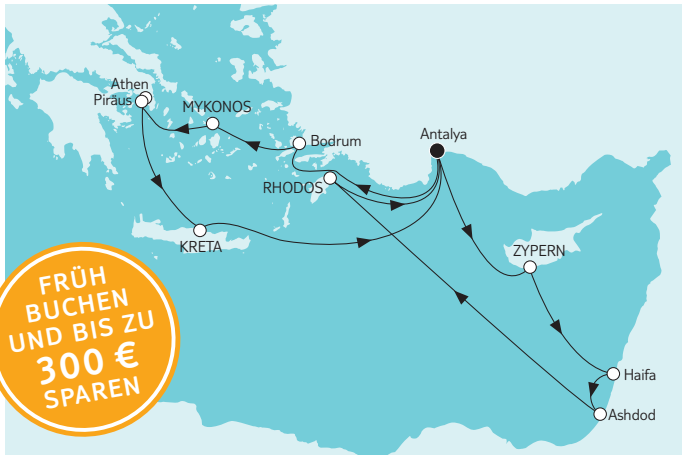 Athen
Piräus
MYKONOS
Bodrum
Antalya
RHODOS
KRETA
ZYPERN
Haifa
Ashdod
FRÜH
BUCHEN
UND BIS ZU
300 €
SPAREN